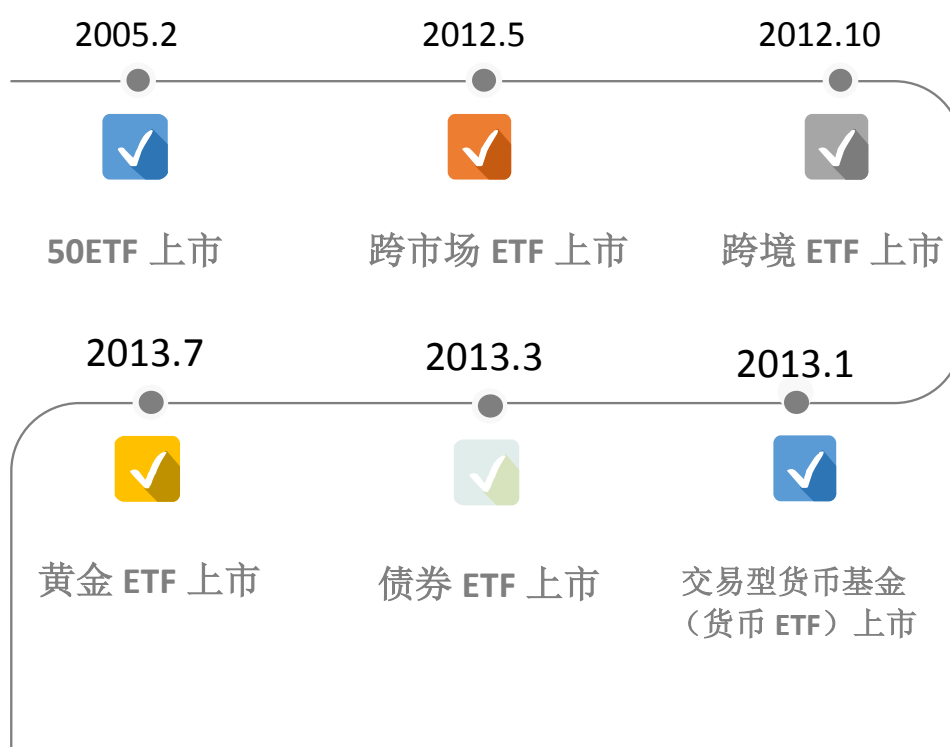 2005.2
2012.5
2012.10
50ETF 上市
跨市场 ETF 上市
跨境 ETF 上市
2013.7
2013.3
2013.1
黄金 ETF 上市
债券 ETF 上市
交易型货币基金
（货币 ETF）上市